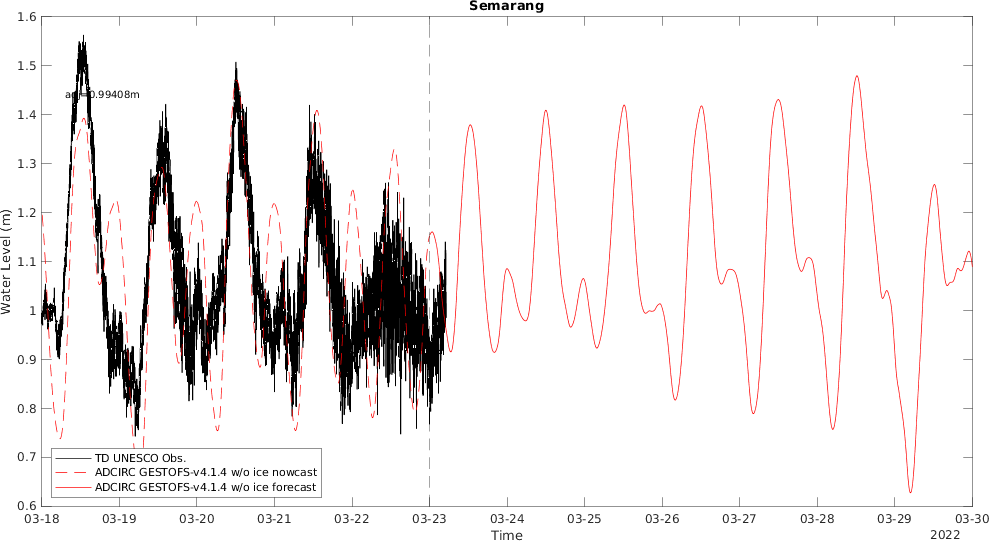 Semarang
1.6
1.5
1.4
1.3
1.2
1.1
1
0.9
0.8
0.7
0.6
Water Level (m)
=0.99408m
TD UNESCO Obs.
ADCIRC GESTOFS-v4.1.4 w/o ice nowcast
ADCIRC GESTOFS-v4.1.4 w/o ice forecast
03-18 03-19 03-20 03-21 03-22 03-23 03-24 03-25 03-26 03-27 03-28 03-29 03-30
Time
2022